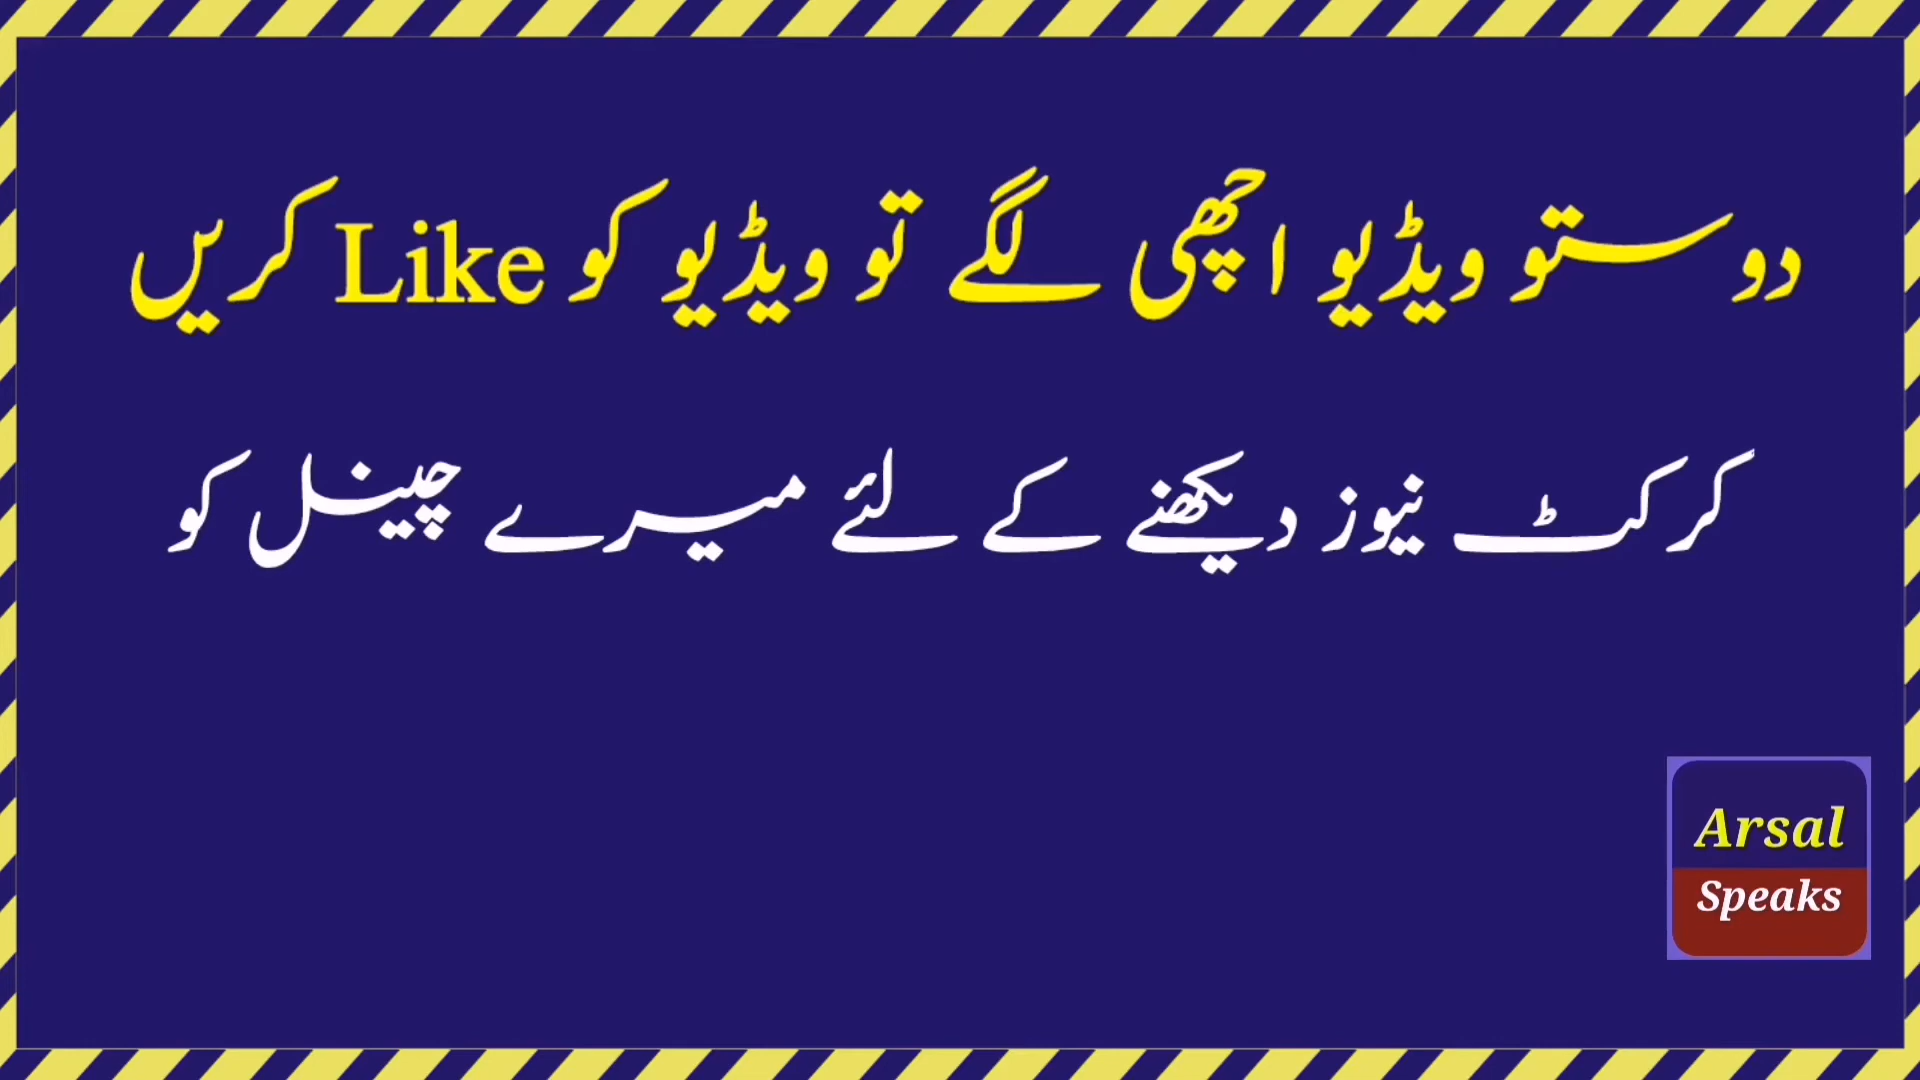 دوستو ویڈیو اچھی لگے تو ویڈیو کو Like کریں
کرکٹ نیوز دیکھنے کے لئے میرے چینل کو
Arsal
Speaks